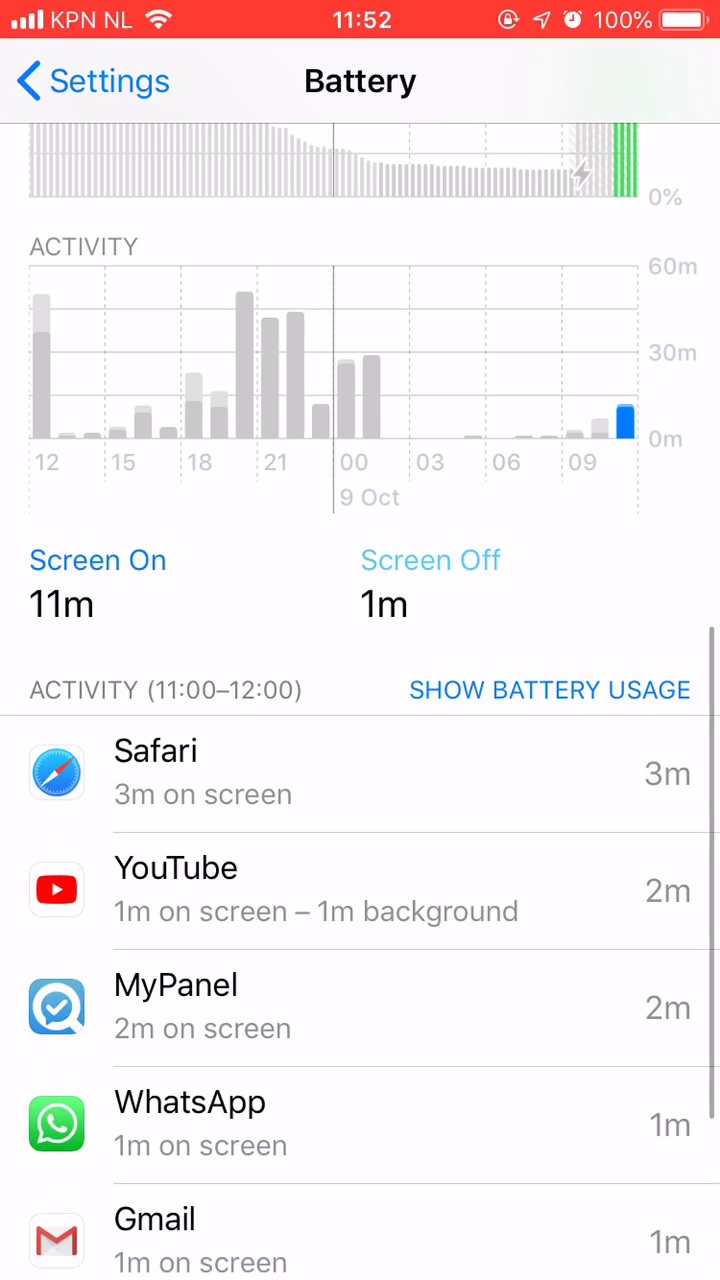 KPN NL 11:52 100%
Settings Battery
0%
ACTIVITY
60m
30m
0m
12 15 18 21 00 03 06 09
9 Oct
Screen On Screen Off
11m 1m
ACTIVITY (11:00–12:00) SHOW BATTERY USAGE
Safari
3m on screen 3m
YouTube
1m on screen – 1m background 2m
MyPanel
2m on screen 2m
WhatsApp
1m on screen 1m
Gmail
1m on screen 1m